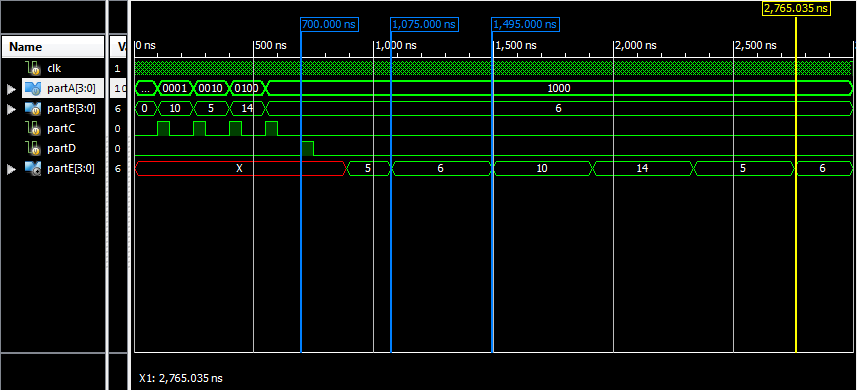 2,765.035 ns
700.000 ns 1,075.000 ns 1,495.000 ns
Name V
0 ns 500 ns 1,000 ns 1,500 ns 2,000 ns 2,500 ns
clk 1
partA[3:0] 10 ... 0001 0010 0100 1000
partB[3:0] 6 0 10 5 14 6
partC 0
partD 0
partE[3:0] 6 X 5 6 10 14 5 6
X1: 2,765.035 ns